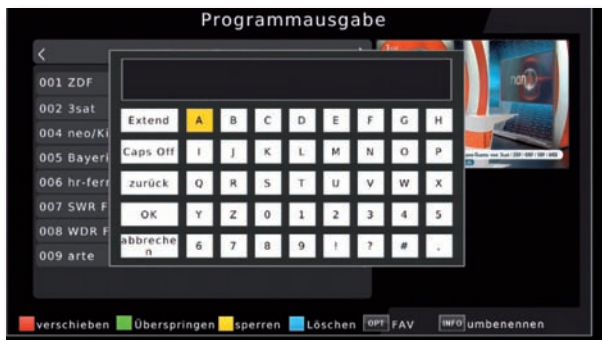 Programmausgabe
<
001 ZDF
002 3sat
004 neo/Ki
005 Bayeri
006 hr-fern
007 SWR F
008 WDR F
009 arte
Extend A B C D E F G H
Caps Off I J K L M N O P
zurück Q R S T U V W X
OK Y Z 0 1 2 3 4 5
abbrechen 6 7 8 9 ! ? # .
verschieben Überspringen sperren Löschen OPT FAV INFO umbenennen